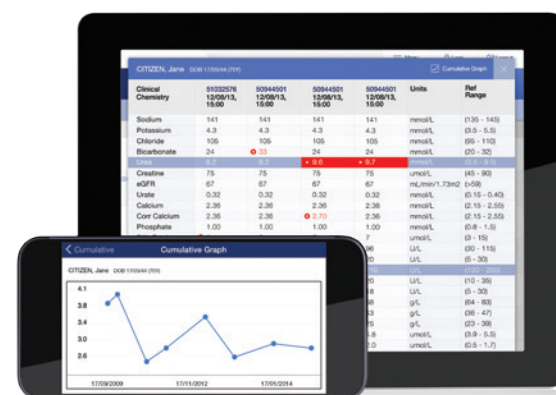 CITIZEN, Jane DOB 17/05/44 (70Y) Cumulative Graph
Clinical Chemistry 51032576 12/08/13, 15:00 50944501 12/08/13, 15:00 50944501 12/08/13, 15:00 50944501 12/08/13, 15:00 Units Ref Range
Sodium 141 141 141 141 mmol/L (135 - 145)
Potassium 4.3 4.3 4.3 4.3 mmol/L (3.5 - 5.5)
Chloride 105 105 105 105 mmol/L (95 - 110)
Bicarbonate 24 33 24 24 mmol/L (20 - 32)
Urea 8.2 8.2 9.6 9.7 mmol/L
Creatine 75 75 75 75 umol/L (45 - 90)
eGFR 67 67 67 67 mL/min/1.73m2 (>59)
Urate 0.32 0.32 0.32 0.32 mmol/L (0.15 - 0.40)
Calcium 2.36 2.36 2.36 2.36 mmol/L (2.15 - 2.55)
Corr Calcium 2.36 2.36 2.70 2.36 mmol/L (2.15 - 2.55)
Phosphate 1.00 1.00 1.00 1.00 mmol/L (0.8 - 1.5)
7 umol/L (3 - 15)
U/L (30 - 115)
U/L (5 - 30)
U/L
U/L (10 - 35)
U/L (5 - 30)
g/L (64 - 83)
g/L (36 - 47)
g/L (23 - 39)
umol/L (3.9 - 5.5)
umol/L (0.5 - 1.7)
Cumulative Cumulative Graph
CITIZEN, Jane DOB 17/05/44 (70Y)
4.1
3.8
3.4
3.0
2.6
17/09/2009 17/11/2012 17/01/2014